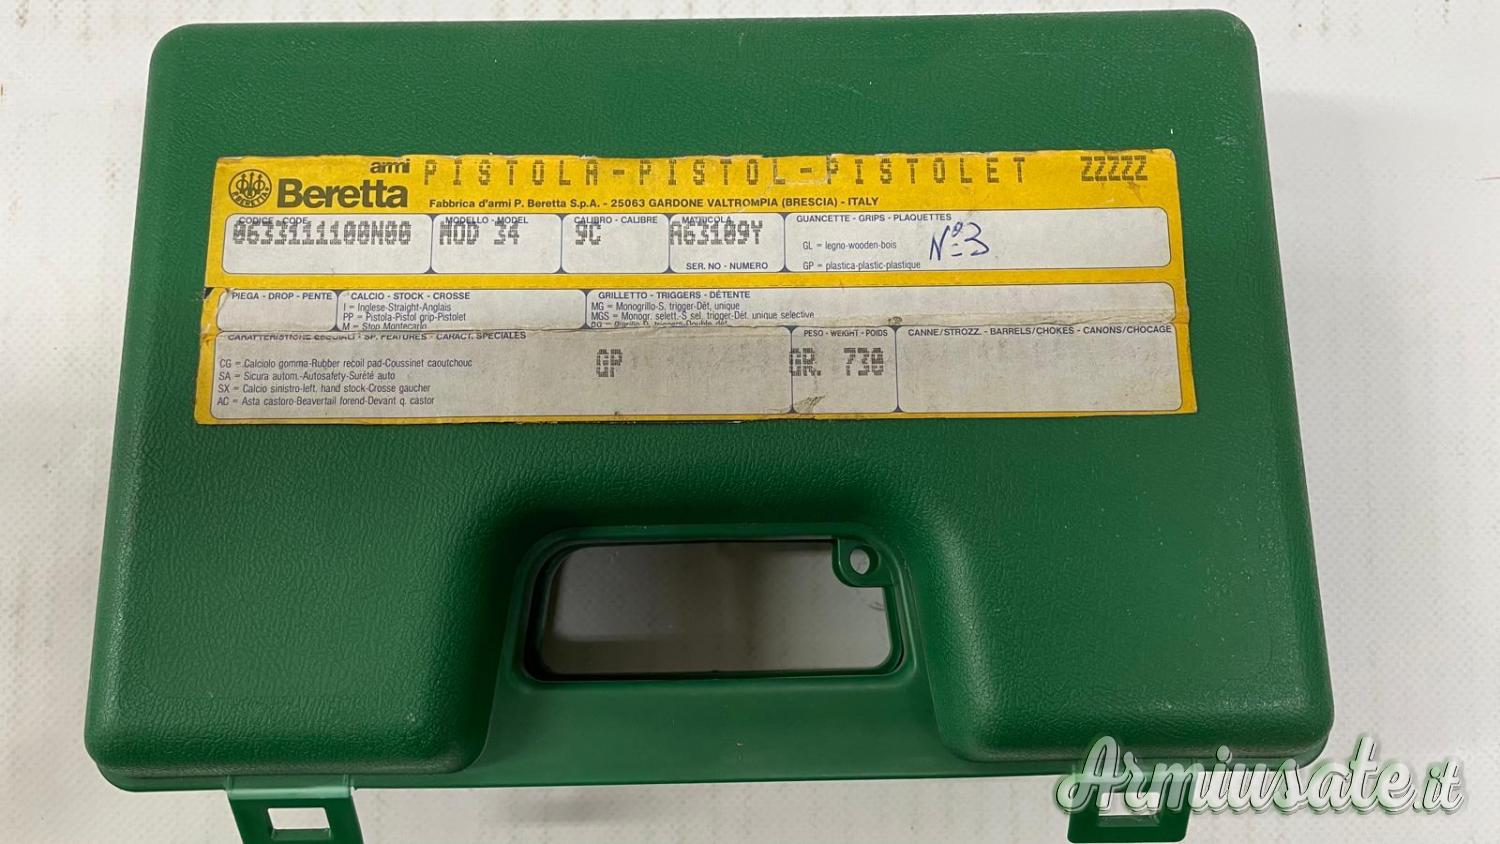 armi
Beretta
PISTOLA-PISTOL-PISTOLET ZZZZZ
Fabbrica d'armi P. Beretta S.p.A. - 25063 GARDONE VALTROMPIA (BRESCIA) - ITALY
CODICE - CODE
0633111100N00
MODELLO - MODEL
MOD 34
CALIBRO - CALIBRE
9C
MATRICOLA
A63109Y
SER. NO - NUMERO
GUANCETTE - GRIPS - PLAQUETTES
GL = legno-wooden-bois
GP = plastica-plastic-plastique
N°=3
PIEGA - DROP - PENTE
CALCIO - STOCK - CROSSE
I = Inglese-Straight-Anglais
PP = Pistola-Pistol grip-Pistolet
M = Stop Montecarlo
GRILLETTO - TRIGGERS - DÉTENTE
MG = Monogrillo-S. trigger-Dét. unique
MGS = Monogr. selett.-S sel. trigger-Dét. unique selective
CARATTERISTICHE SPECIALI - SP. FEATURES - CARACT. SPECIALES
CG = Calciolo gomma-Rubber recoil pad-Coussinet caoutchouc
SA = Sicura autom.-Autosafety-Sureté auto
SX = Calcio sinistro-left, hand stock-Crosse gaucher
AC = Asta castoro-Beavertail forend-Devant q. castor
GP
PESO - WEIGHT - POIDS
GR. 730
CANNE/STROZZ. - BARRELS/CHOKES - CANONS/CHOCAGE
Armiusate.it